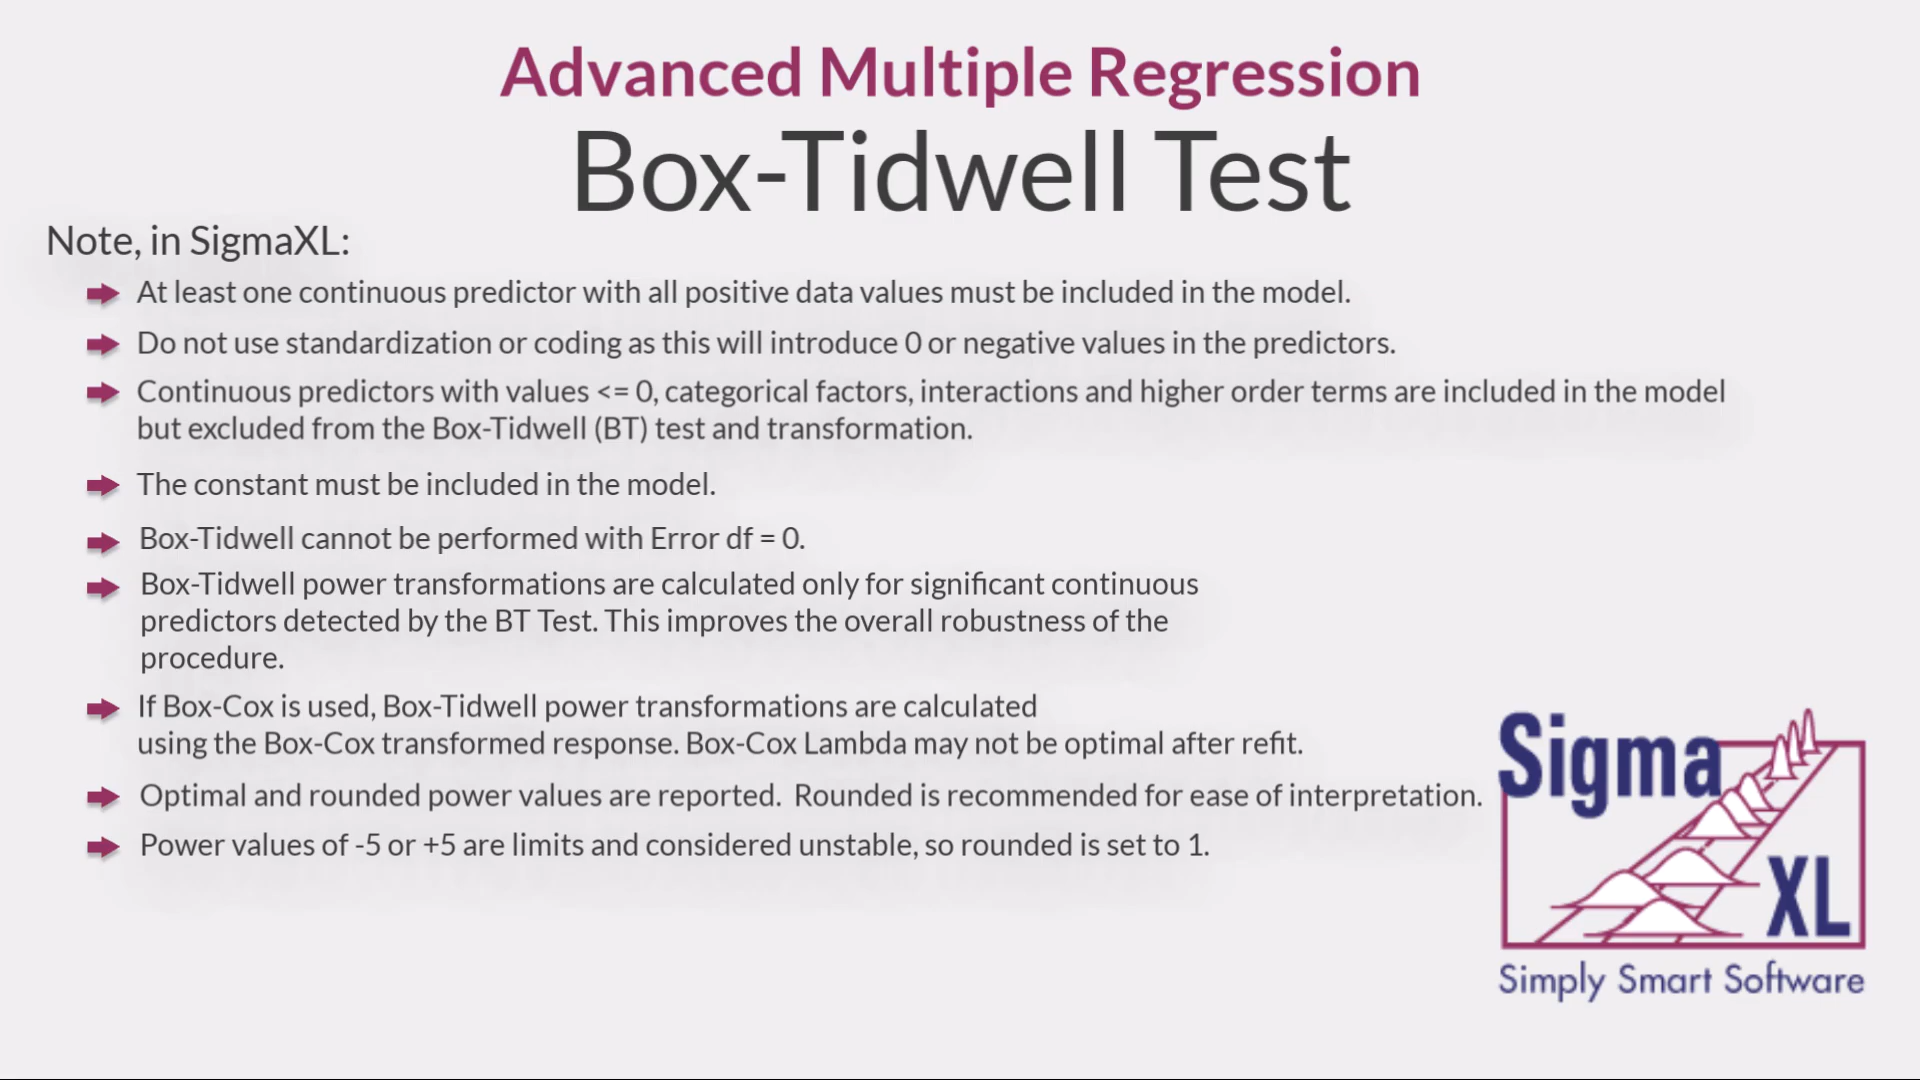 Advanced Multiple Regression
Box-Tidwell Test
Note, in SigmaXL:
At least one continuous predictor with all positive data values must be included in the model.
Do not use standardization or coding as this will introduce 0 or negative values in the predictors.
Continuous predictors with values <= 0, categorical factors, interactions and higher order terms are included in the model
but excluded from the Box-Tidwell (BT) test and transformation.
The constant must be included in the model.
Box-Tidwell cannot be performed with Error df = 0.
Box-Tidwell power transformations are calculated only for significant continuous
predictors detected by the BT Test. This improves the overall robustness of the
procedure.
If Box-Cox is used, Box-Tidwell power transformations are calculated
using the Box-Cox transformed response. Box-Cox Lambda may not be optimal after refit.
Optimal and rounded power values are reported.  Rounded is recommended for ease of interpretation.
Power values of -5 or +5 are limits and considered unstable, so rounded is set to 1.
Sigma
XL
Simply Smart Software